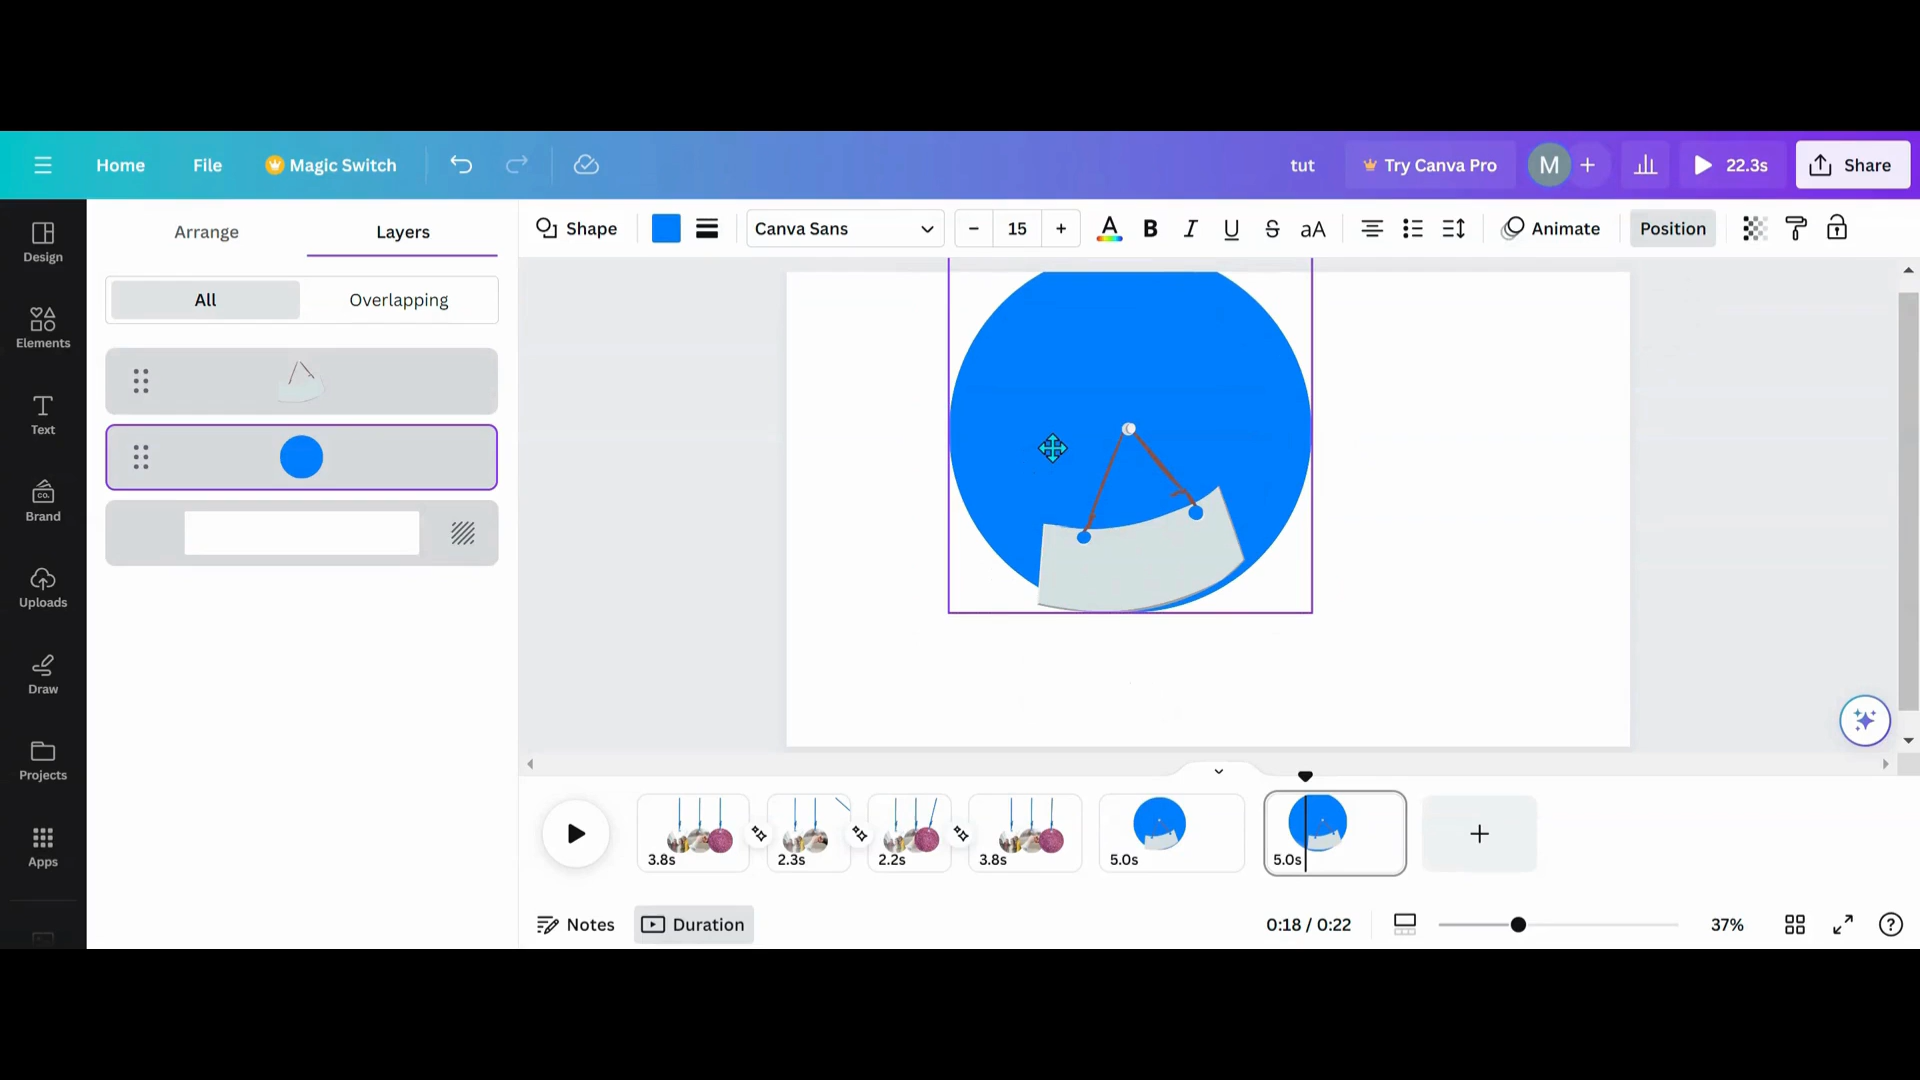 Home File Magic Switch tut Try Canva Pro M + 22.3s Share
Shape Canva Sans − 15 + A B I U S aA Animate Position
Design
Elements
Text
CO.
Brand
Uploads
Draw
Projects
Apps
Arrange Layers
All Overlapping
3.8s 2.3s 2.2s 3.8s 5.0s 5.0s +
Notes Duration 0:18 / 0:22 37% ?